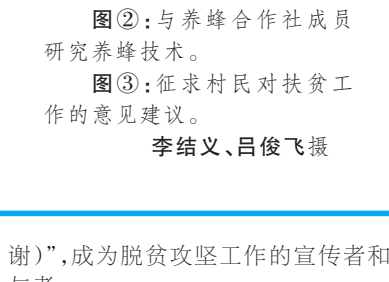 图②:与养蜂合作社成员
研究养蜂技术。
图③:征求村民对扶贫工
作的意见建议。
李结义、吕俊飞摄
谢)”,成为脱贫攻坚工作的宣传者和